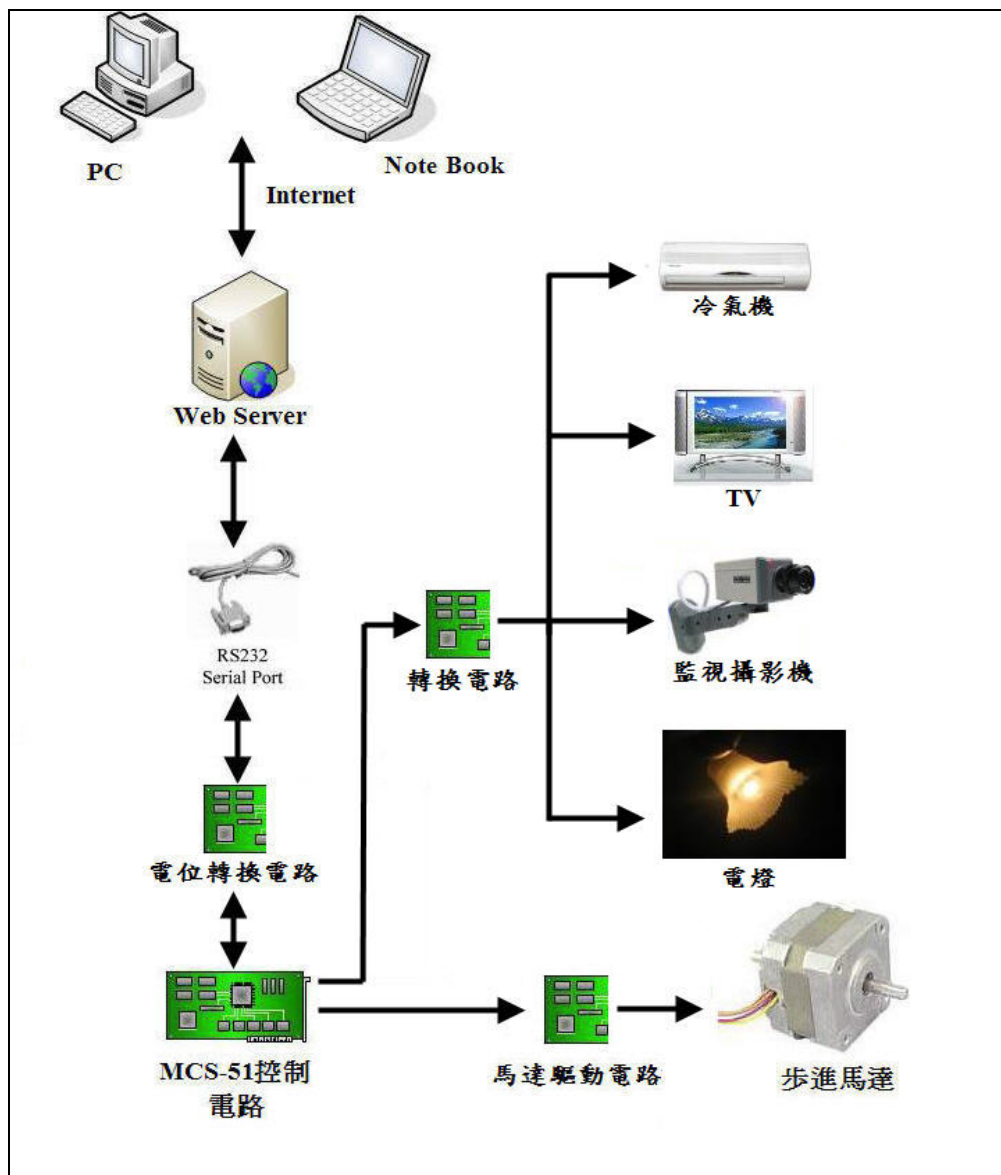 PC
Note Book
Internet
Web Server
冷氣機
TV
RS232
Serial Port
轉換電路
監視攝影機
電位轉換電路
電燈
MCS-51控制
電路
馬達驅動電路
步進馬達